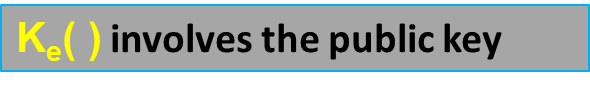 Kₑ( ) involves the public key